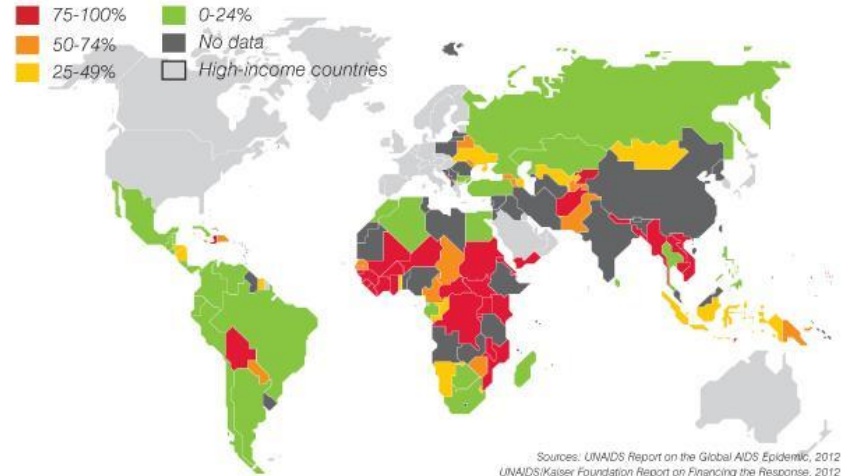 75-100%
0-24%
50-74%
No data
25-49%
High-income countries
Sources: UNAIDS Report on the Global AIDS Epidemic, 2012
UNAIDS/Kaiser Foundation Report on Financing the Response, 2012